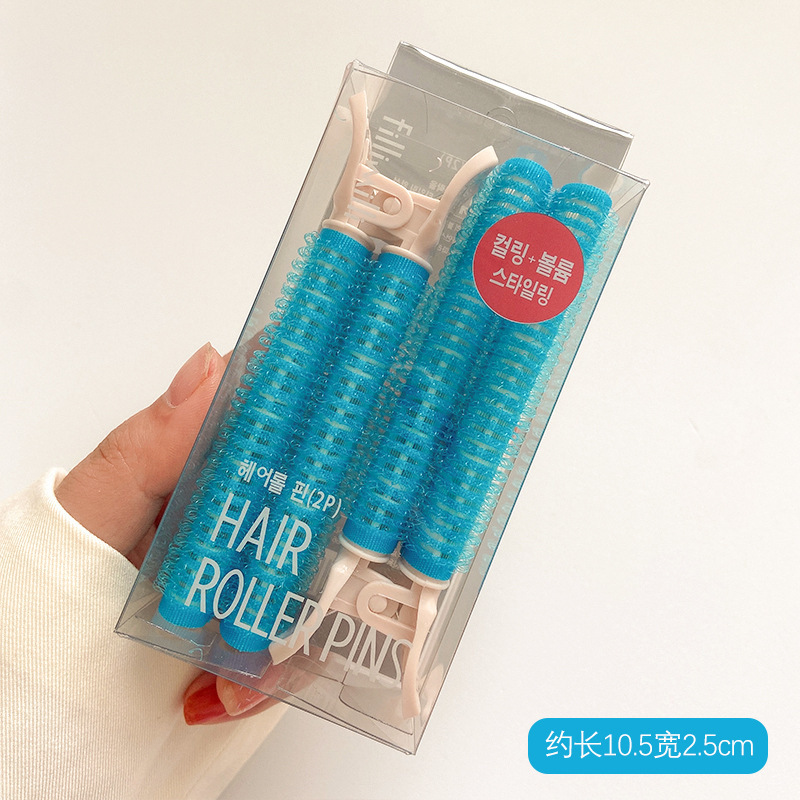 컬링+볼륨
스타일링
헤어롤 핀(2P)
HAIR
ROLLER PINS
约长10.5宽2.5cm